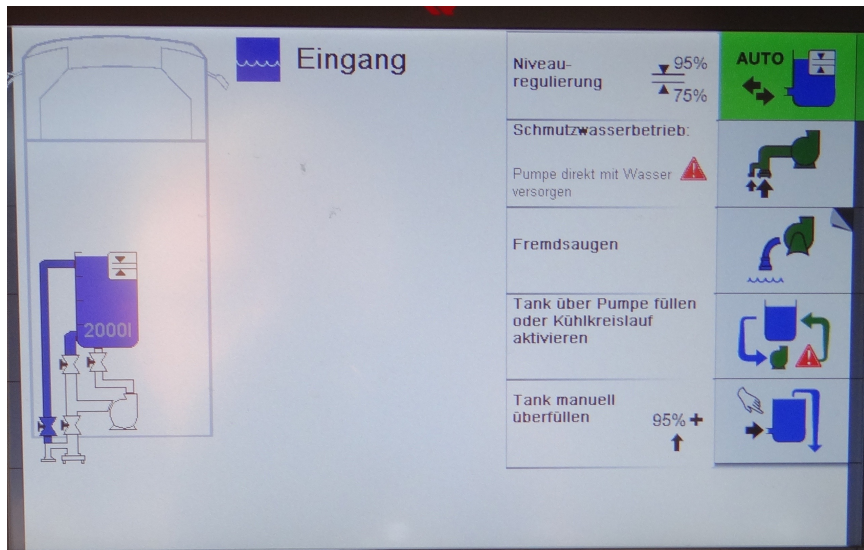 Eingang
Niveau-
regulierung
95%
75%
AUTO
Schmutzwasserbetrieb:
Pumpe direkt mit Wasser
versorgen
Fremdsaugen
Tank über Pumpe füllen
oder Kühlkreislauf
aktivieren
Tank manuell
überfüllen
95% +
2000l